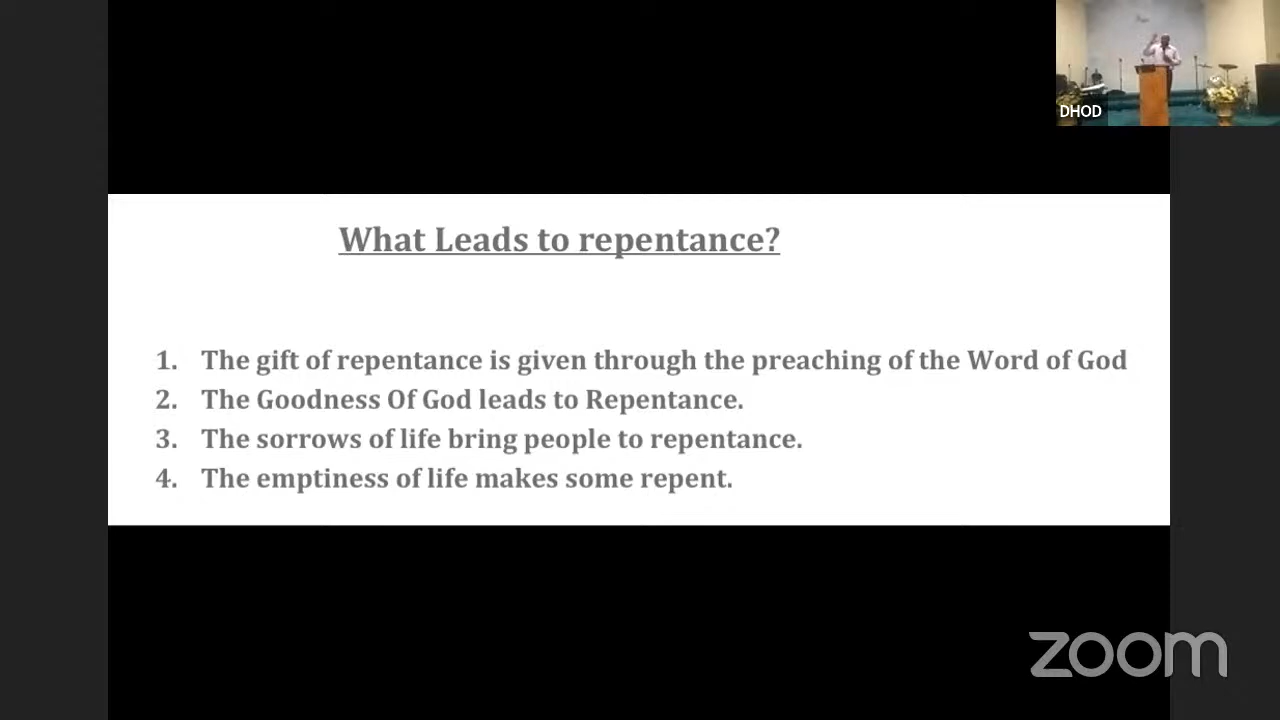 DHOD
What Leads to repentance?
1. The gift of repentance is given through the preaching of the Word of God
2. The Goodness Of God leads to Repentance.
3. The sorrows of life bring people to repentance.
4. The emptiness of life makes some repent.
zoom